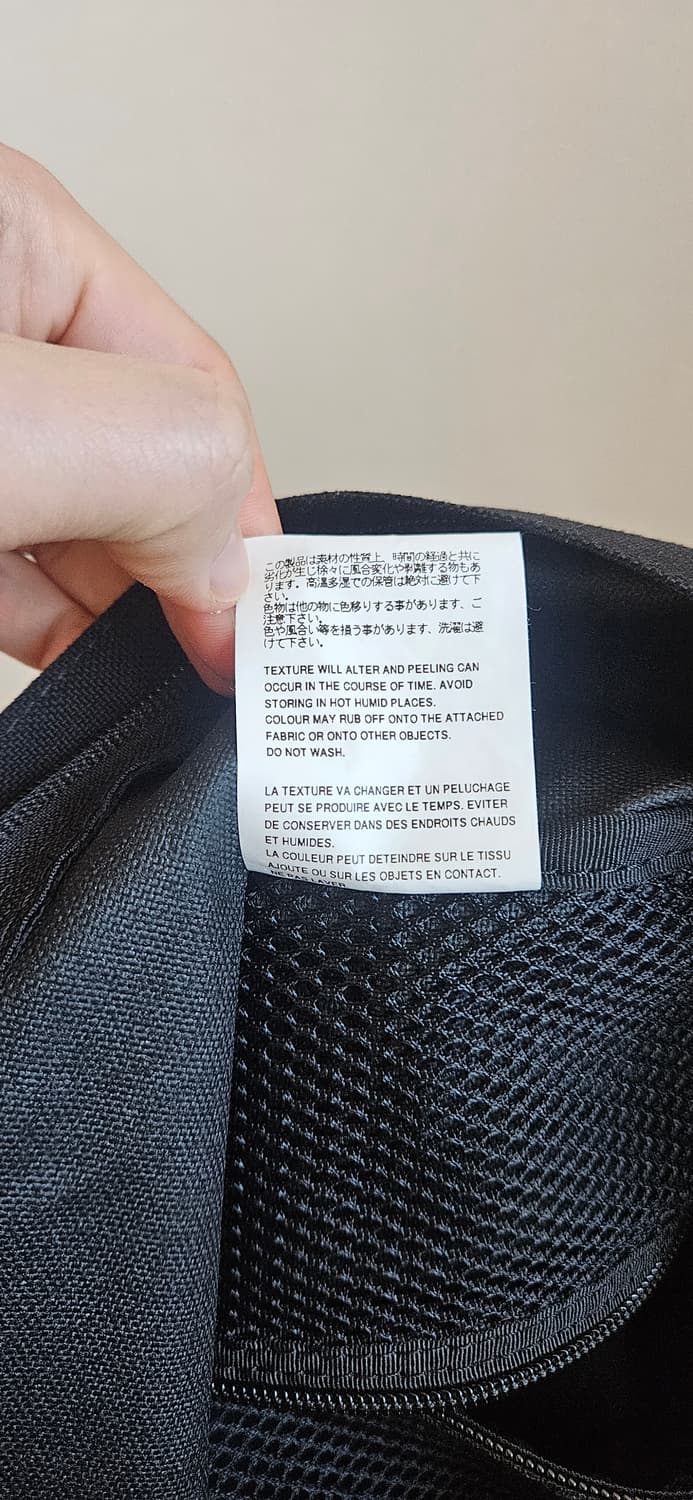 この製品は素材の性質上、時間の経過と共に
劣化が生じ徐々に風合変化や剥離する物もあ
ります。高温多湿での保管は絶対に避けて下
さい。
色物は他の物に色移りする事があります、ご
注意下さい。
色や風合い等を損う事があります、洗濯は避
けて下さい。
TEXTURE WILL ALTER AND PEELING CAN
OCCUR IN THE COURSE OF TIME. AVOID
STORING IN HOT HUMID PLACES.
COLOUR MAY RUB OFF ONTO THE ATTACHED
FABRIC OR ONTO OTHER OBJECTS.
DO NOT WASH.
LA TEXTURE VA CHANGER ET UN PELUCHAGE
PEUT SE PRODUIRE AVEC LE TEMPS. EVITER
DE CONSERVER DANS DES ENDROITS CHAUDS
ET HUMIDES.
LA COULEUR PEUT DETEINDRE SUR LE TISSU
AJOUTE OU SUR LES OBJETS EN CONTACT.
NE PAS LAVER